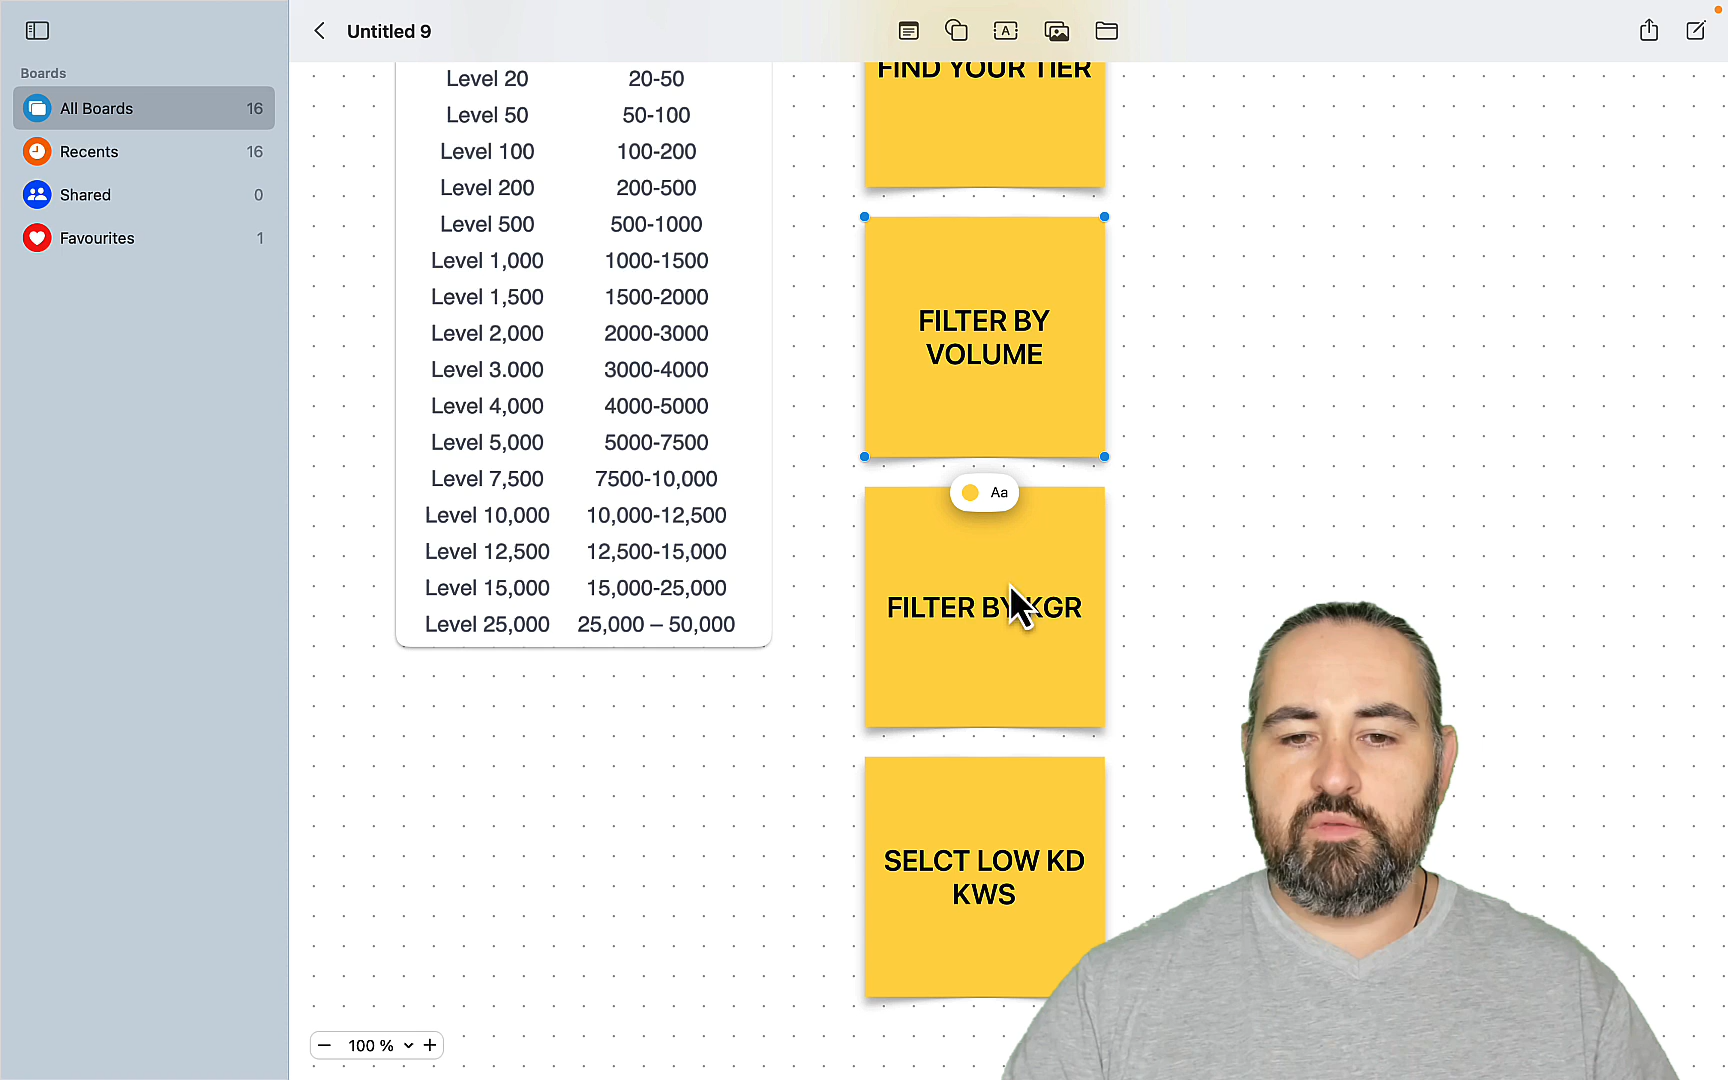 Untitled 9
Boards
All Boards 16
Recents 16
Shared 0
Favourites 1
Level 20 20-50
Level 50 50-100
Level 100 100-200
Level 200 200-500
Level 500 500-1000
Level 1,000 1000-1500
Level 1,500 1500-2000
Level 2,000 2000-3000
Level 3.000 3000-4000
Level 4,000 4000-5000
Level 5,000 5000-7500
Level 7,500 7500-10,000
Level 10,000 10,000-12,500
Level 12,500 12,500-15,000
Level 15,000 15,000-25,000
Level 25,000 25,000 – 50,000
FIND YOUR TIER
FILTER BY
VOLUME
Aa
FILTER BY KGR
SELCT LOW KD
KWS
100 %